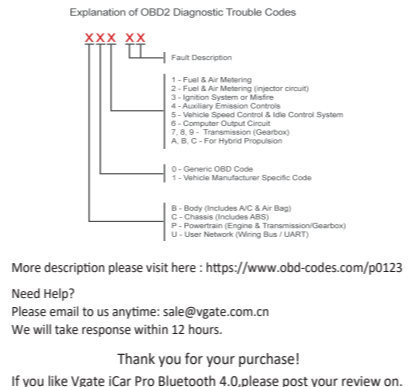 Explanation of OBD2 Diagnostic Trouble Codes
XXX XX
Fault Description
1 - Fuel & Air Metering
2 - Fuel & Air Metering (injector circuit)
3 - Ignition System or Misfire
4 - Auxiliary Emission Controls
5 - Vehicle Speed Control & Idle Control System
6 - Computer Output Circuit
7, 8, 9 - Transmission (Gearbox)
A, B, C - For Hybrid Propulsion
0 - Generic OBD Code
1 - Vehicle Manufacturer Specific Code
B - Body (Includes A/C & Air Bag)
C - Chassis (Includes ABS)
P - Powertrain (Engine & Transmission/Gearbox)
U - User Network (Wiring Bus / UART)
More description please visit here : https://www.obd-codes.com/p0123
Need Help?
Please email to us anytime: sale@vgate.com.cn
We will take response within 12 hours.
Thank you for your purchase!
If you like Vgate iCar Pro Bluetooth 4.0,please post your review on.